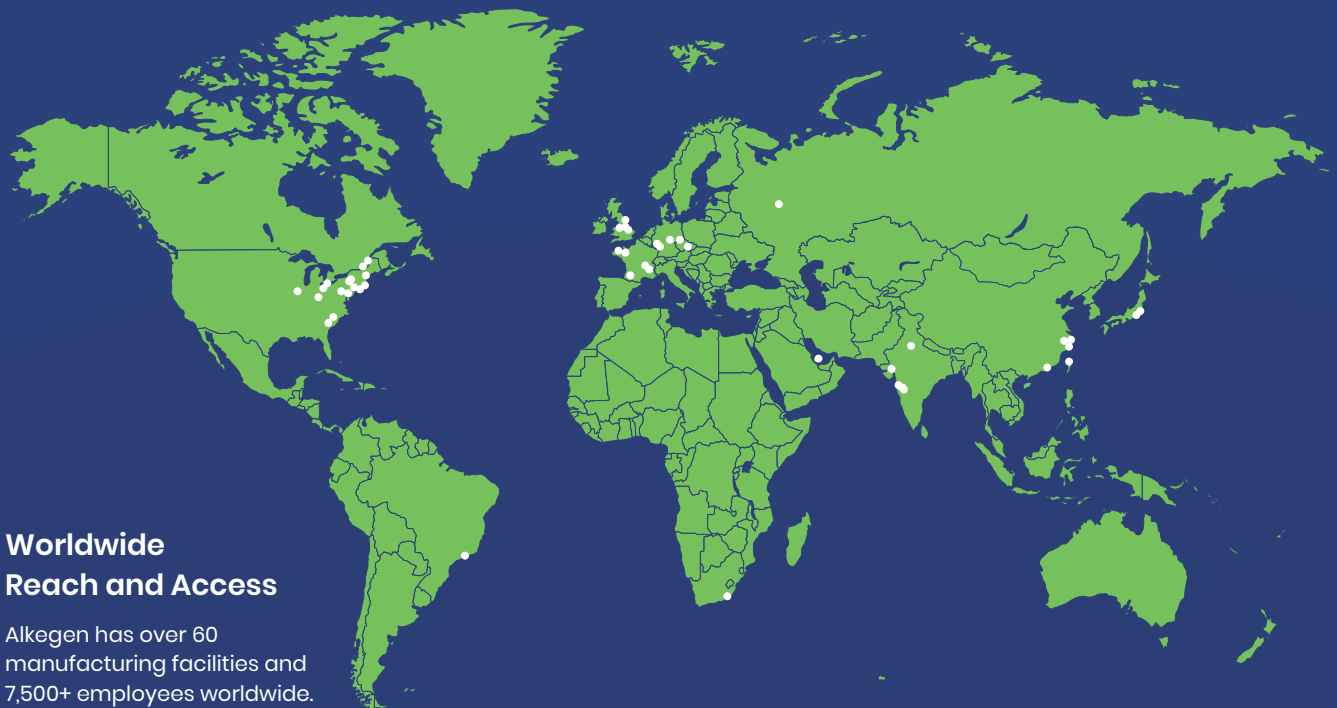 Worldwide
Reach and Access
Alkegen has over 60
manufacturing facilities and
7,500+ employees worldwide.